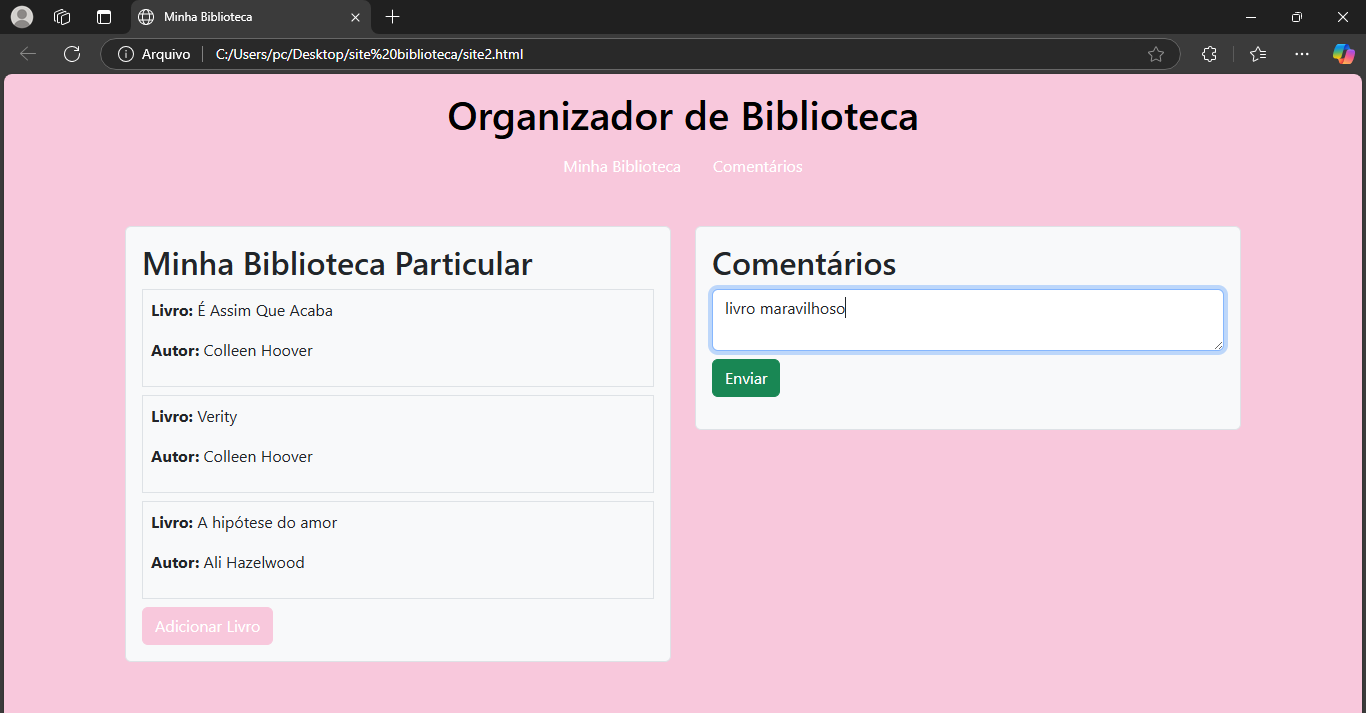 Minha Biblioteca
Arquivo C:/Users/pc/Desktop/site%20biblioteca/site2.html
Organizador de Biblioteca
Minha Biblioteca Comentários
Minha Biblioteca Particular
Livro: É Assim Que Acaba
Autor: Colleen Hoover
Livro: Verity
Autor: Colleen Hoover
Livro: A hipótese do amor
Autor: Ali Hazelwood
Adicionar Livro
Comentários
livro maravilhoso
Enviar